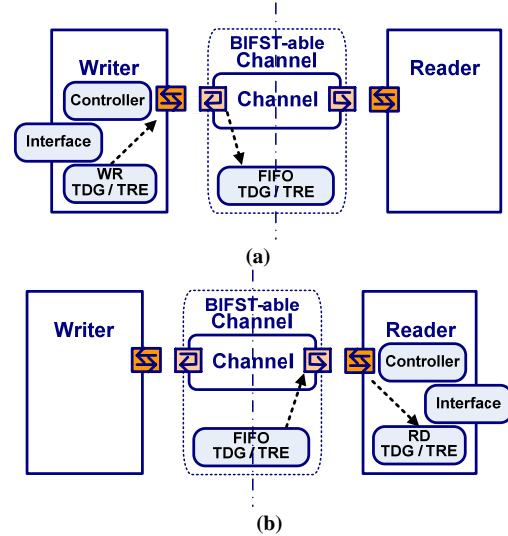 BIFST-able
Channel
Writer
Reader
Controller
Channel
Interface
WR
TDG / TRE
FIFO
TDG / TRE
(a)
BIFST-able
Channel
Writer
Reader
Channel
Controller
Interface
FIFO
TDG / TRE
RD
TDG / TRE
(b)